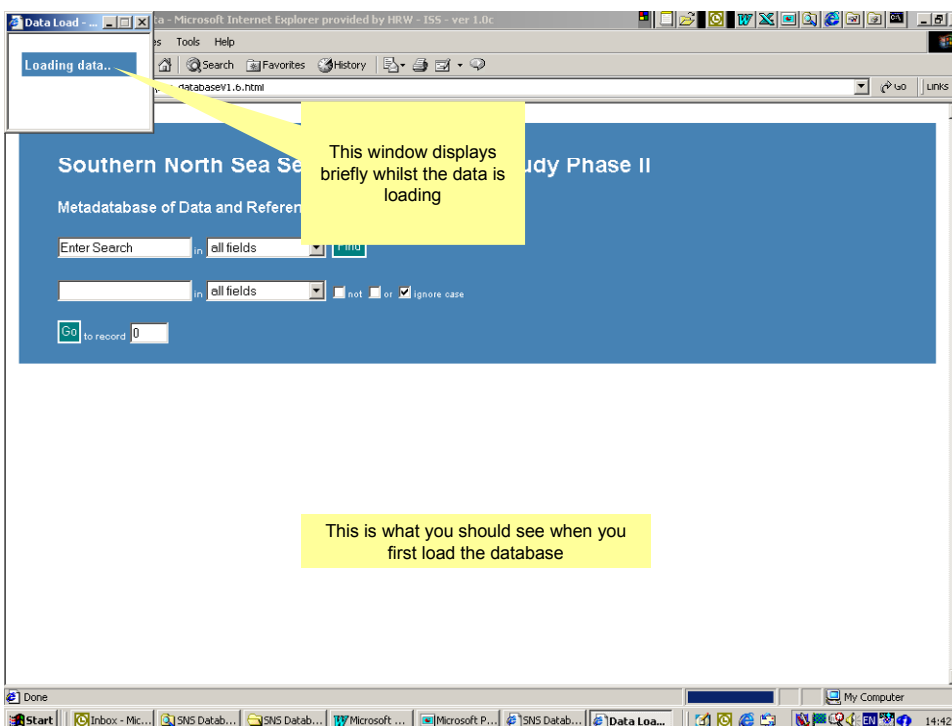 Data Load - ...
ta - Microsoft Internet Explorer provided by HRW - ISS - ver 1.0c
es Tools Help
Loading data..
Search Favorites History
databaseV1.6.html
Go Links
This window displays
briefly whilst the data is
loading
Southern North Sea Se
udy Phase II
Metadatabase of Data and Referen
Enter Search in all fields Find
in all fields not or ignore case
Go to record 0
This is what you should see when you
first load the database
Done
My Computer
Start Inbox - Mic... SNS Datab... SNS Datab... Microsoft ... Microsoft P... SNS Datab... Data Loa... EN 14:04